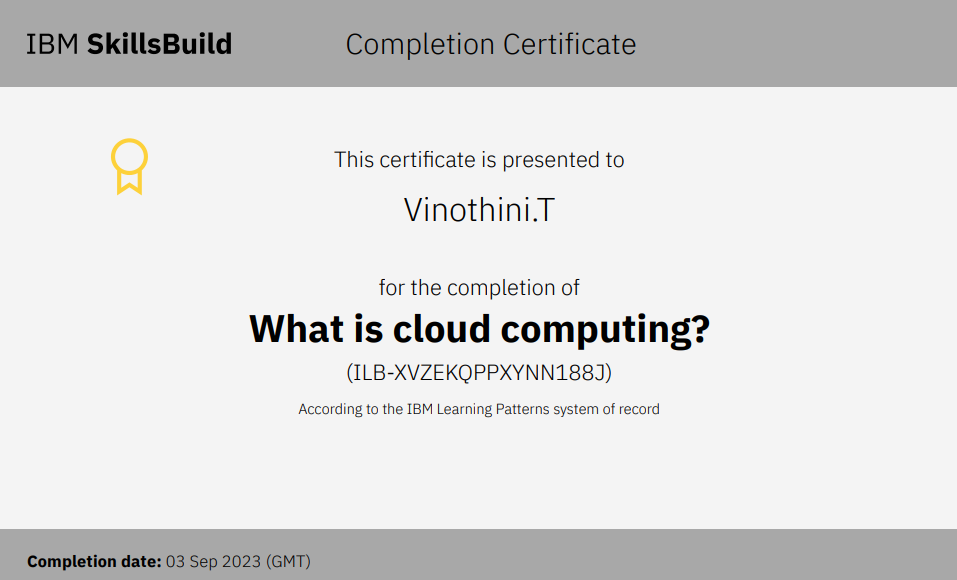 IBM SkillsBuild Completion Certificate
This certificate is presented to
Vinothini.T
for the completion of
What is cloud computing?
(ILB-XVZEKQPPXYNN188J)
According to the IBM Learning Patterns system of record
Completion date: 03 Sep 2023 (GMT)